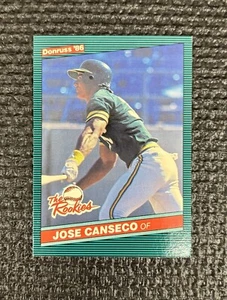 Donruss '86
The Rookies
JOSE CANSECO OF